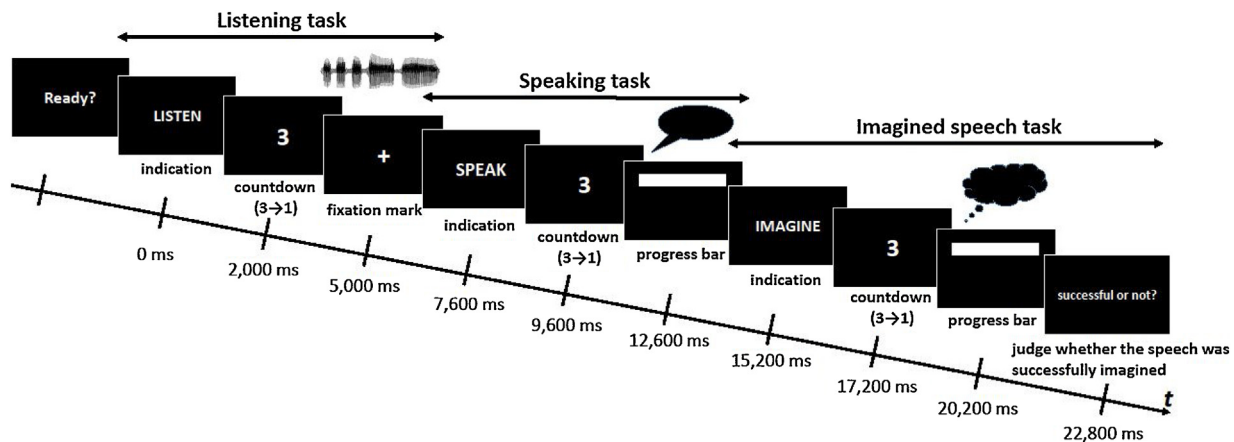 Listening task
Ready?
LISTEN
indication
3
countdown
(3→1)
+
fixation mark
Speaking task
SPEAK
indication
3
countdown
(3→1)
progress bar
Imagined speech task
IMAGINE
indication
3
countdown
(3→1)
progress bar
successful or not?
judge whether the speech was
successfully imagined
0 ms
2,000 ms
5,000 ms
7,600 ms
9,600 ms
12,600 ms
15,200 ms
17,200 ms
20,200 ms
22,800 ms
t